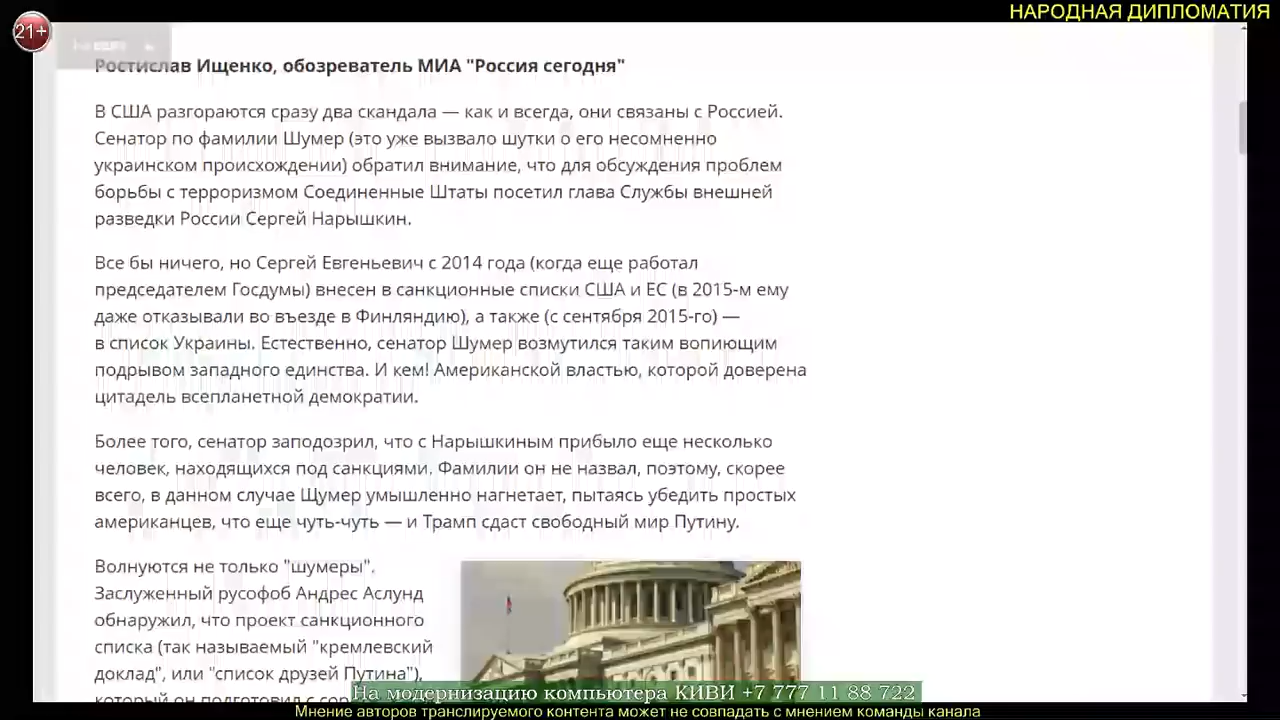 НАРОДНАЯ ДИПЛОМАТИЯ
21+
Ростислав Ищенко, обозреватель МИА "Россия сегодня"
В США разгораются сразу два скандала — как и всегда, они связаны с Россией.
Сенатор по фамилии Шумер (это уже вызвало шутки о его несомненно
украинском происхождении) обратил внимание, что для обсуждения проблем
борьбы с терроризмом Соединенные Штаты посетил глава Службы внешней
разведки России Сергей Нарышкин.
Все бы ничего, но Сергей Евгеньевич с 2014 года (когда еще работал
председателем Госдумы) внесен в санкционные списки США и ЕС (в 2015-м ему
даже отказывали во въезде в Финляндию), а также (с сентября 2015-го) —
в список Украины. Естественно, сенатор Шумер возмутился таким вопиющим
подрывом западного единства. И кем! Американской властью, которой доверена
цитадель всепланетной демократии.
Более того, сенатор заподозрил, что с Нарышкиным прибыло еще несколько
человек, находящихся под санкциями. Фамилии он не назвал, поэтому, скорее
всего, в данном случае Щумер умышленно нагнетает, пытаясь убедить простых
американцев, что еще чуть-чуть — и Трамп сдаст свободный мир Путину.
Волнуются не только "шумеры".
Заслуженный русофоб Андрес Аслунд
обнаружил, что проект санкционного
списка (так называемый "кремлевский
доклад", или "список друзей Путина"),
который он подготовил с
На модернизацию компьютера КИВИ +7 777 11 88 722
Мнение авторов транслируемого контента может не совпадать с мнением команды канала